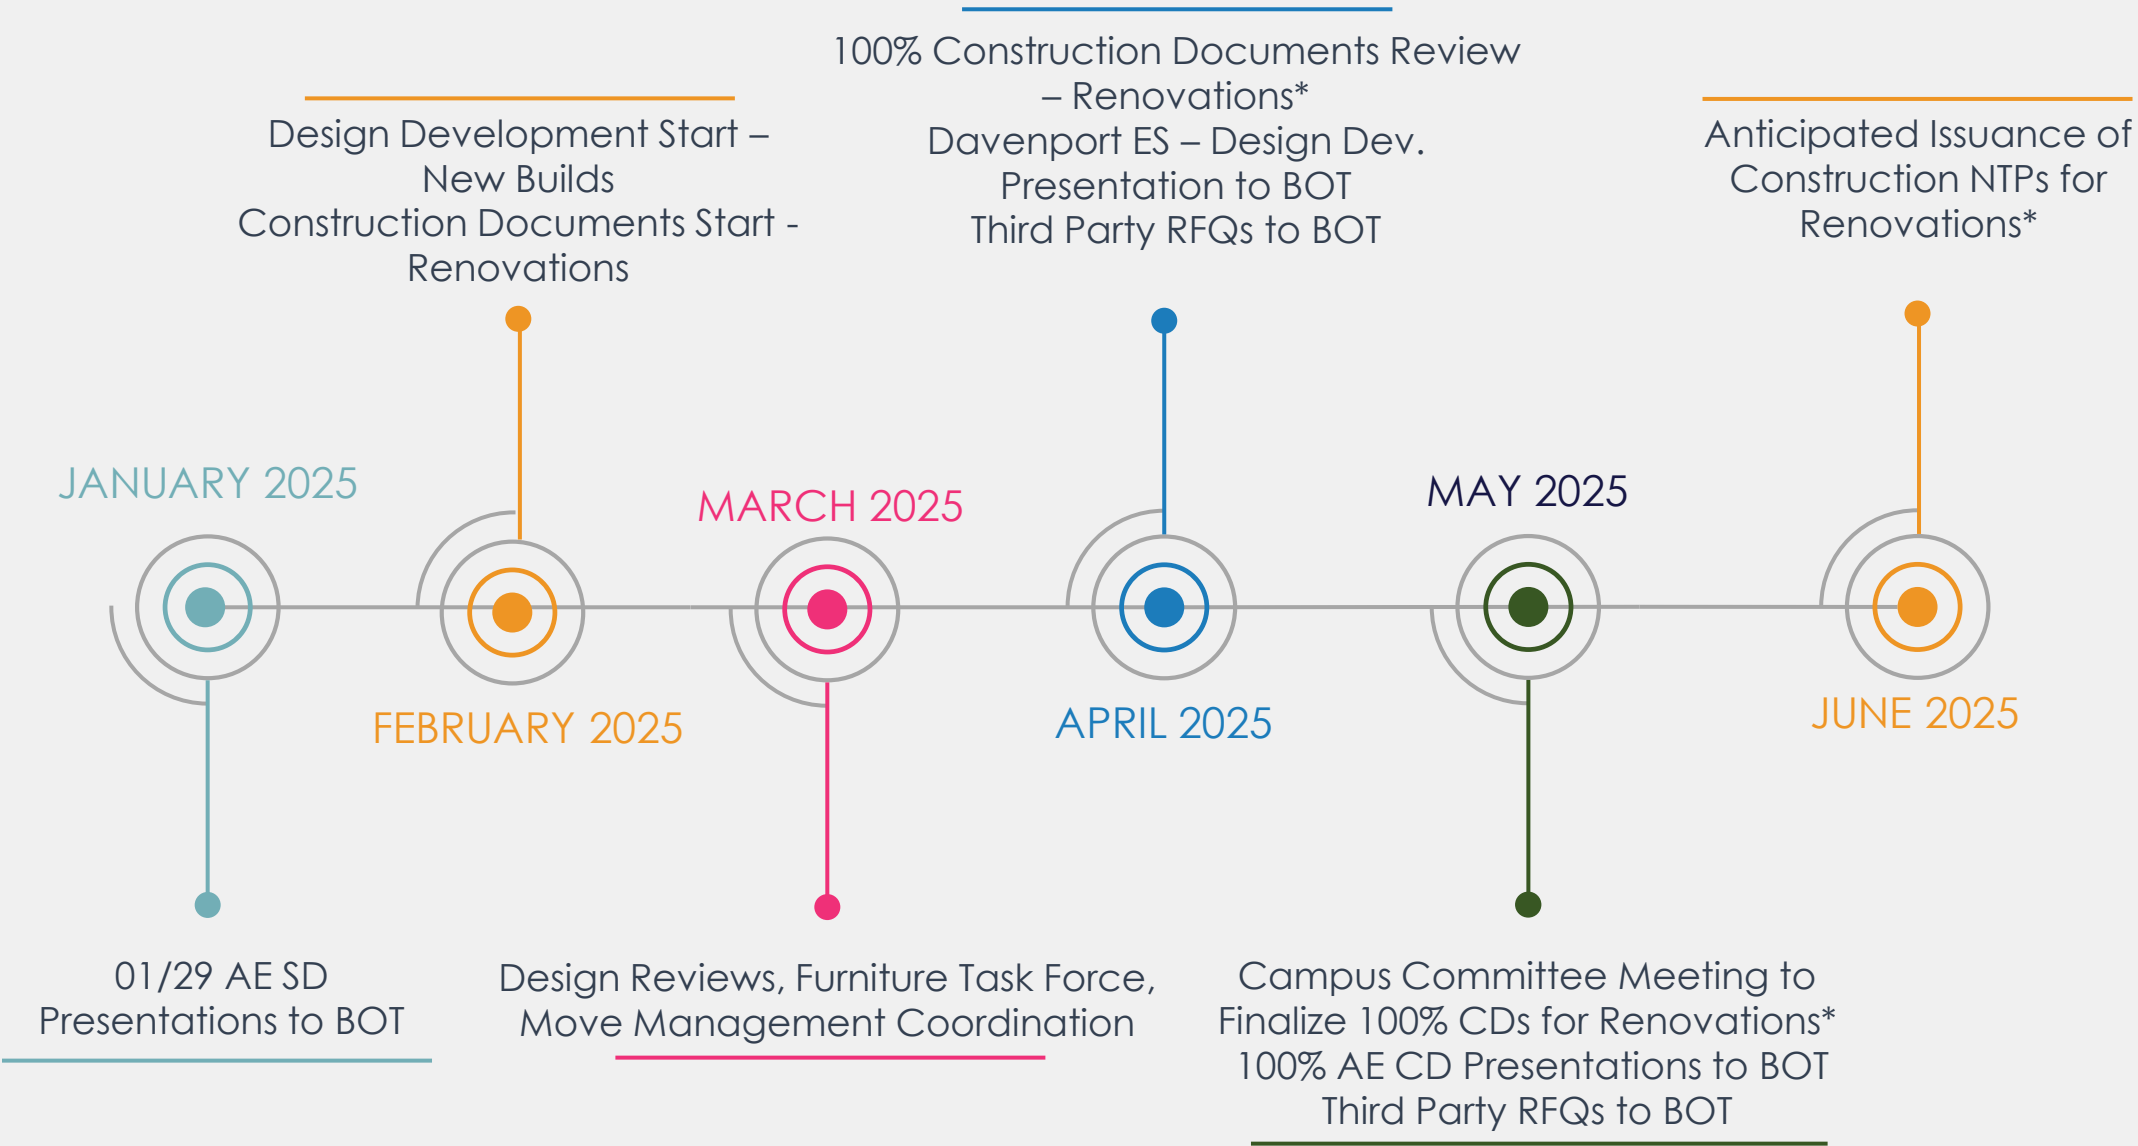 JANUARY 2025
01/29 AE SD
Presentations to BOT
Design Development Start –
New Builds
Construction Documents Start -
Renovations
FEBRUARY 2025
MARCH 2025
Design Reviews, Furniture Task Force,
Move Management Coordination
100% Construction Documents Review
– Renovations*
Davenport ES – Design Dev.
Presentation to BOT
Third Party RFQs to BOT
APRIL 2025
MAY 2025
Campus Committee Meeting to
Finalize 100% CDs for Renovations*
100% AE CD Presentations to BOT
Third Party RFQs to BOT
Anticipated Issuance of
Construction NTPs for
Renovations*
JUNE 2025